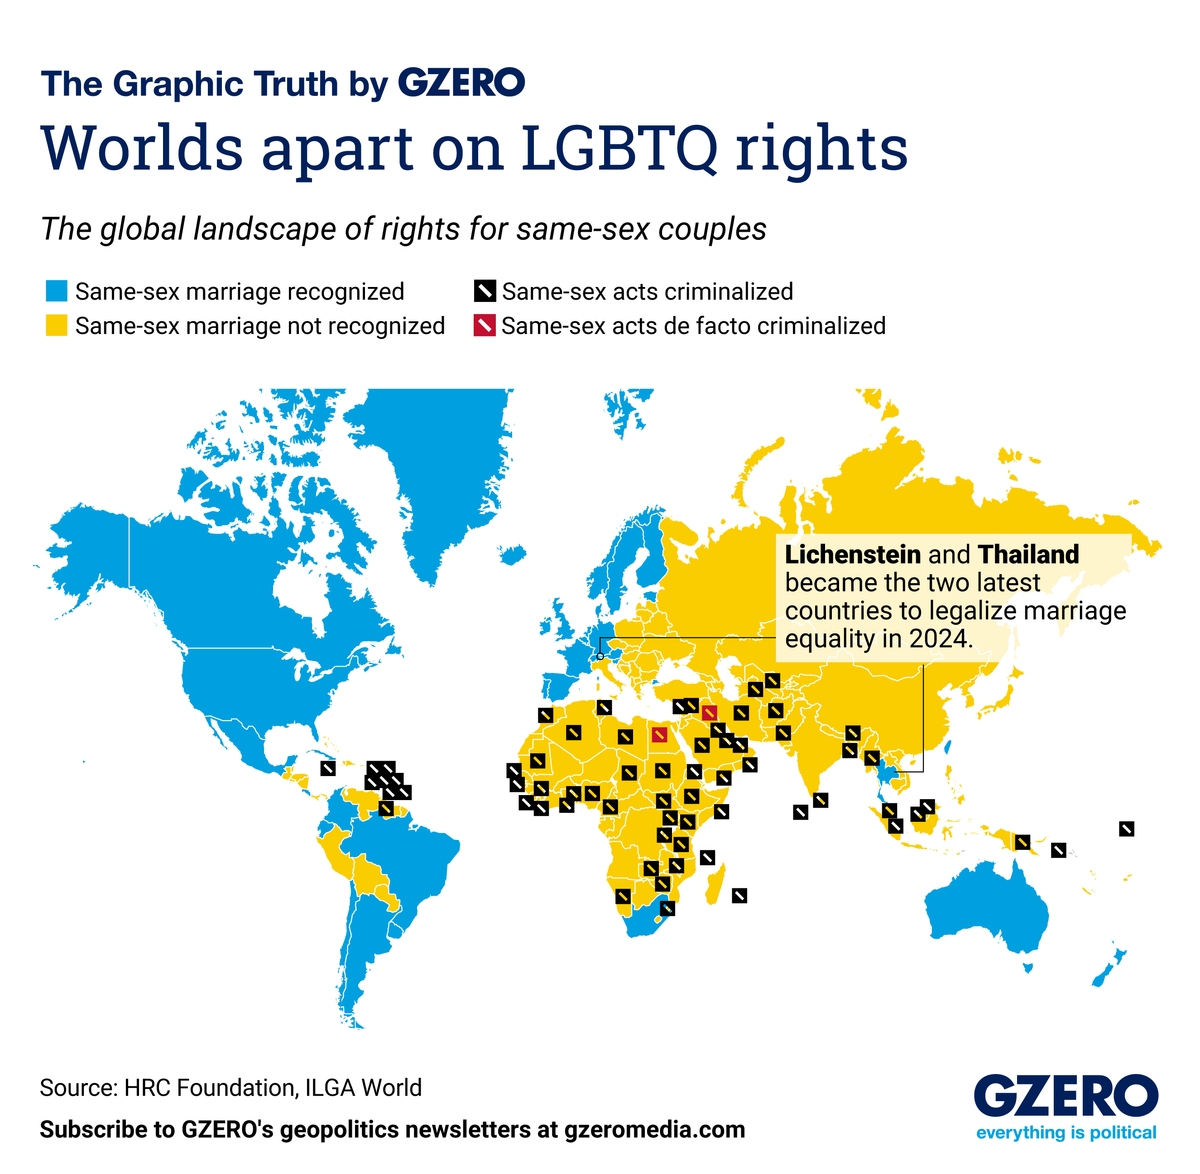 The Graphic Truth by GZERO
Worlds apart on LGBTQ rights
The global landscape of rights for same-sex couples
Same-sex marriage recognized
Same-sex acts criminalized
Same-sex marriage not recognized
Same-sex acts de facto criminalized
Lichenstein and Thailand
became the two latest
countries to legalize marriage
equality in 2024.
Source: HRC Foundation, ILGA World
Subscribe to GZERO's geopolitics newsletters at gzeromedia.com
GZERO
everything is political